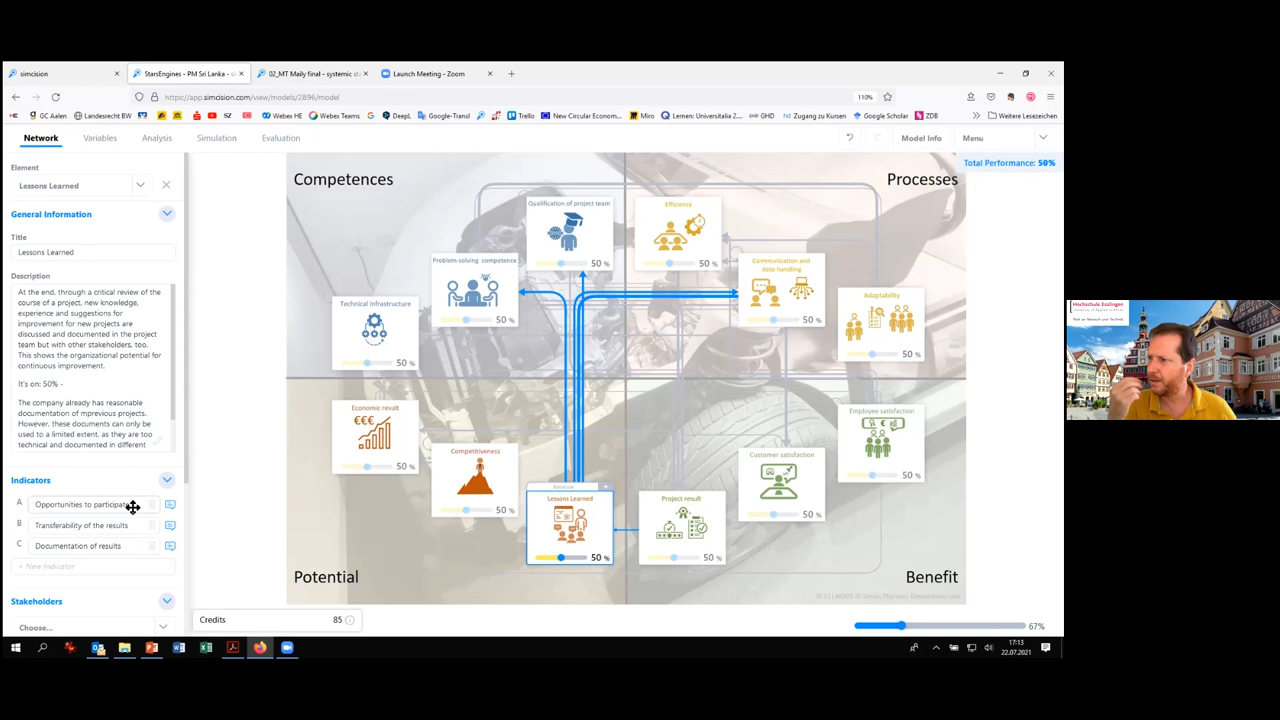 simcision
StarsEngines - PM Sri Lanka - si
02_MT Maily final - systemic st
Launch Meeting - Zoom
https://app.simcision.com/view/models/2896/model
110%
GC Aalen
Landesrecht BW
SZ
Webex HE
Webex Teams
DeepL
Google-Transl
Trello
New Circular Econom...
Miro
Lernen: Universitalia Z...
GHD
Zugang zu Kursen
Google Scholar
ZDB
Weitere Lesezeichen
Network
Variables
Analysis
Simulation
Evaluation
Model Info
Menu
Total Performance: 50%
Element
Lessons Learned
General Information
Title
Lessons Learned
Description
At the end, through a critical review of the
course of a project, new knowledge,
experience and suggestions for
improvement for new projects are
discussed and documented in the project
team but with other stakeholders, too.
This shows the organizational potential for
continuous improvement.
It's on: 50% -
The company already has reasonable
documentation of mprevious projects.
However, these documents can only be
used to a limited extent, as they are too
technical and documented in different
Indicators
A
Opportunities to participate
B
Transferability of the results
C
Documentation of results
+ New Indicator
Stakeholders
Choose...
Competences
Processes
Qualification of project team
50 %
Efficiency
50 %
Problem-solving competence
50 %
Communication and
data handling
50 %
Technical infrastructure
50 %
Adaptability
50 %
Economic result
€€€
50 %
Employee satisfaction
50 %
Competitiveness
50 %
Customer satisfaction
50 %
Lessons Learned
50 %
Project result
50 %
Potential
Benefit
Credits
85
67%
Hochschule Esslingen
17:13
22.07.2021